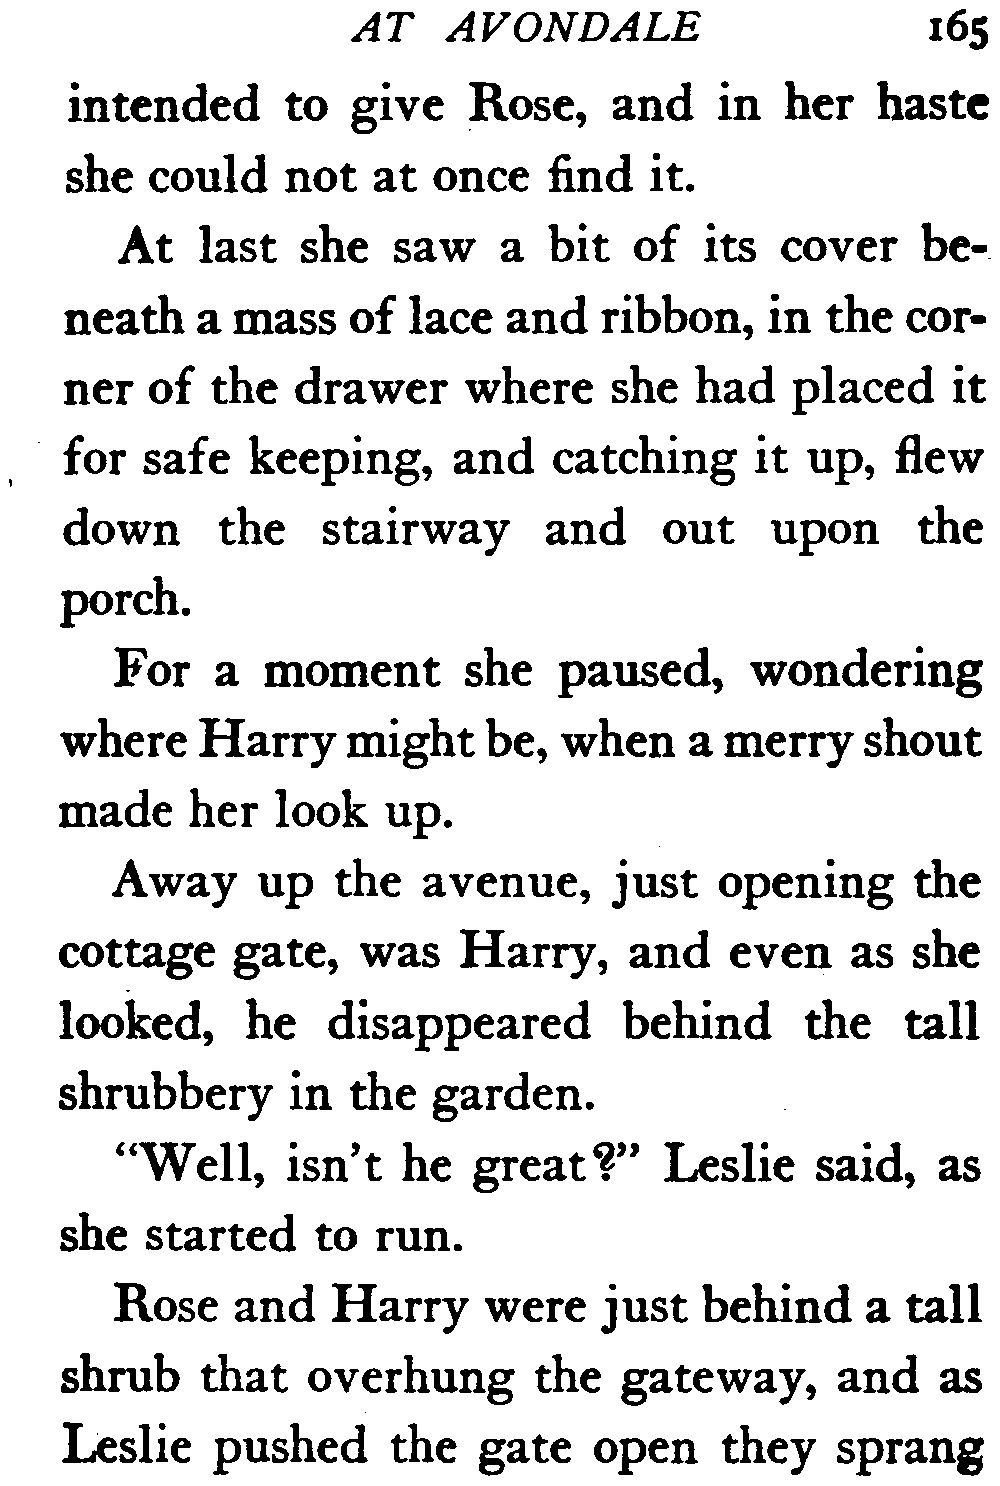 AT AVONDALE 165
intended to give Rose, and in her haste
she could not at once find it.
At last she saw a bit of its cover be-
neath a mass of lace and ribbon, in the cor-
ner of the drawer where she had placed it
for safe keeping, and catching it up, flew
down the stairway and out upon the
porch.
For a moment she paused, wondering
where Harry might be, when a merry shout
made her look up.
Away up the avenue, just opening the
cottage gate, was Harry, and even as she
looked, he disappeared behind the tall
shrubbery in the garden.
“Well, isn’t he great?” Leslie said, as
she started to run.
Rose and Harry were just behind a tall
shrub that overhung the gateway, and as
Leslie pushed the gate open they sprang